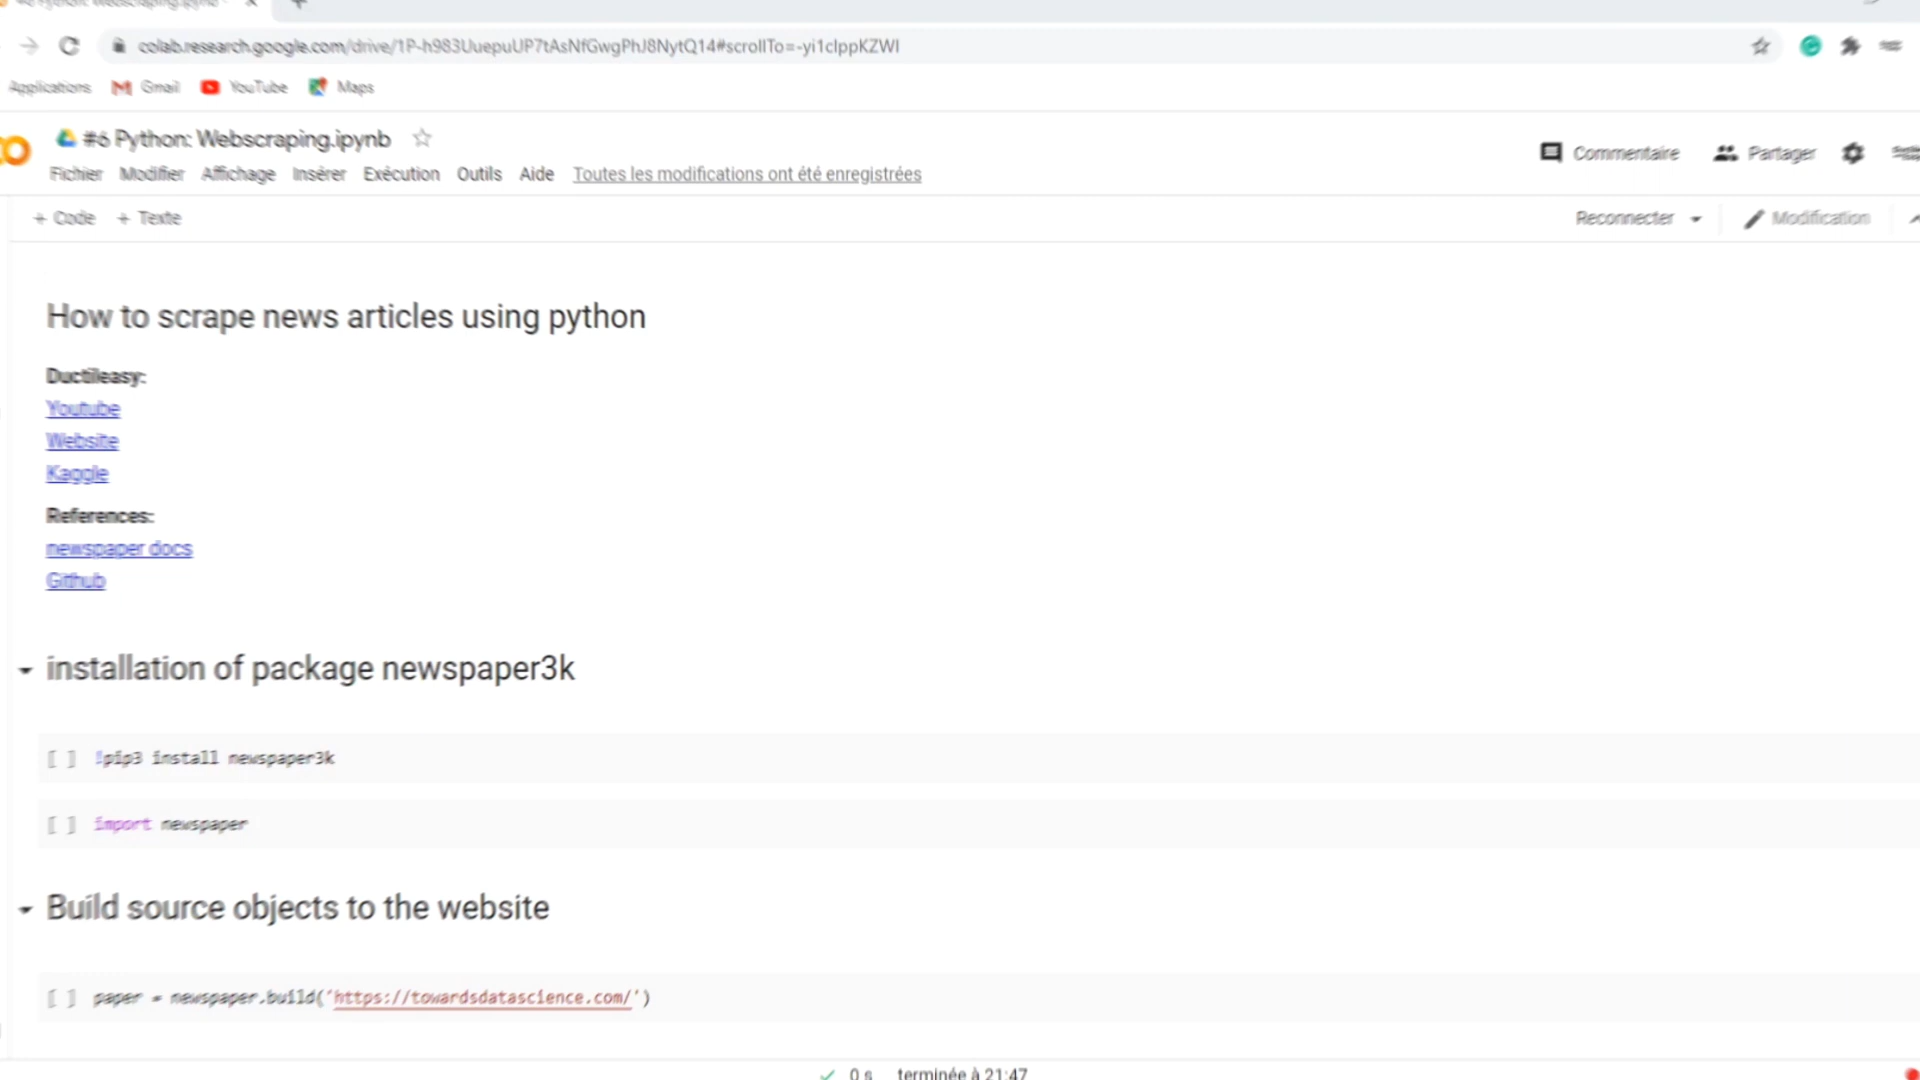 colab.research.google.com/drive/1P-h983UuepuUP7tAsNfGwgPhJ8NytQ14#scrollTo=-yi1cIppKZWI
Applications Gmail YouTube Maps
#6 Python: Webscraping.ipynb
Commentaire Partager
Fichier Modifier Affichage Insérer Exécution Outils Aide Toutes les modifications ont été enregistrées
+ Code + Texte Reconnecter Modification
How to scrape news articles using python
Ductileasy:
Youtube
Website
Kaggle
References:
newspaper docs
Github
installation of package newspaper3k
[ ] !pip3 install newspaper3k
[ ] import newspaper
Build source objects to the website
[ ] paper = newspaper.build('https://towardsdatascience.com/')
0 s terminée à 21:47